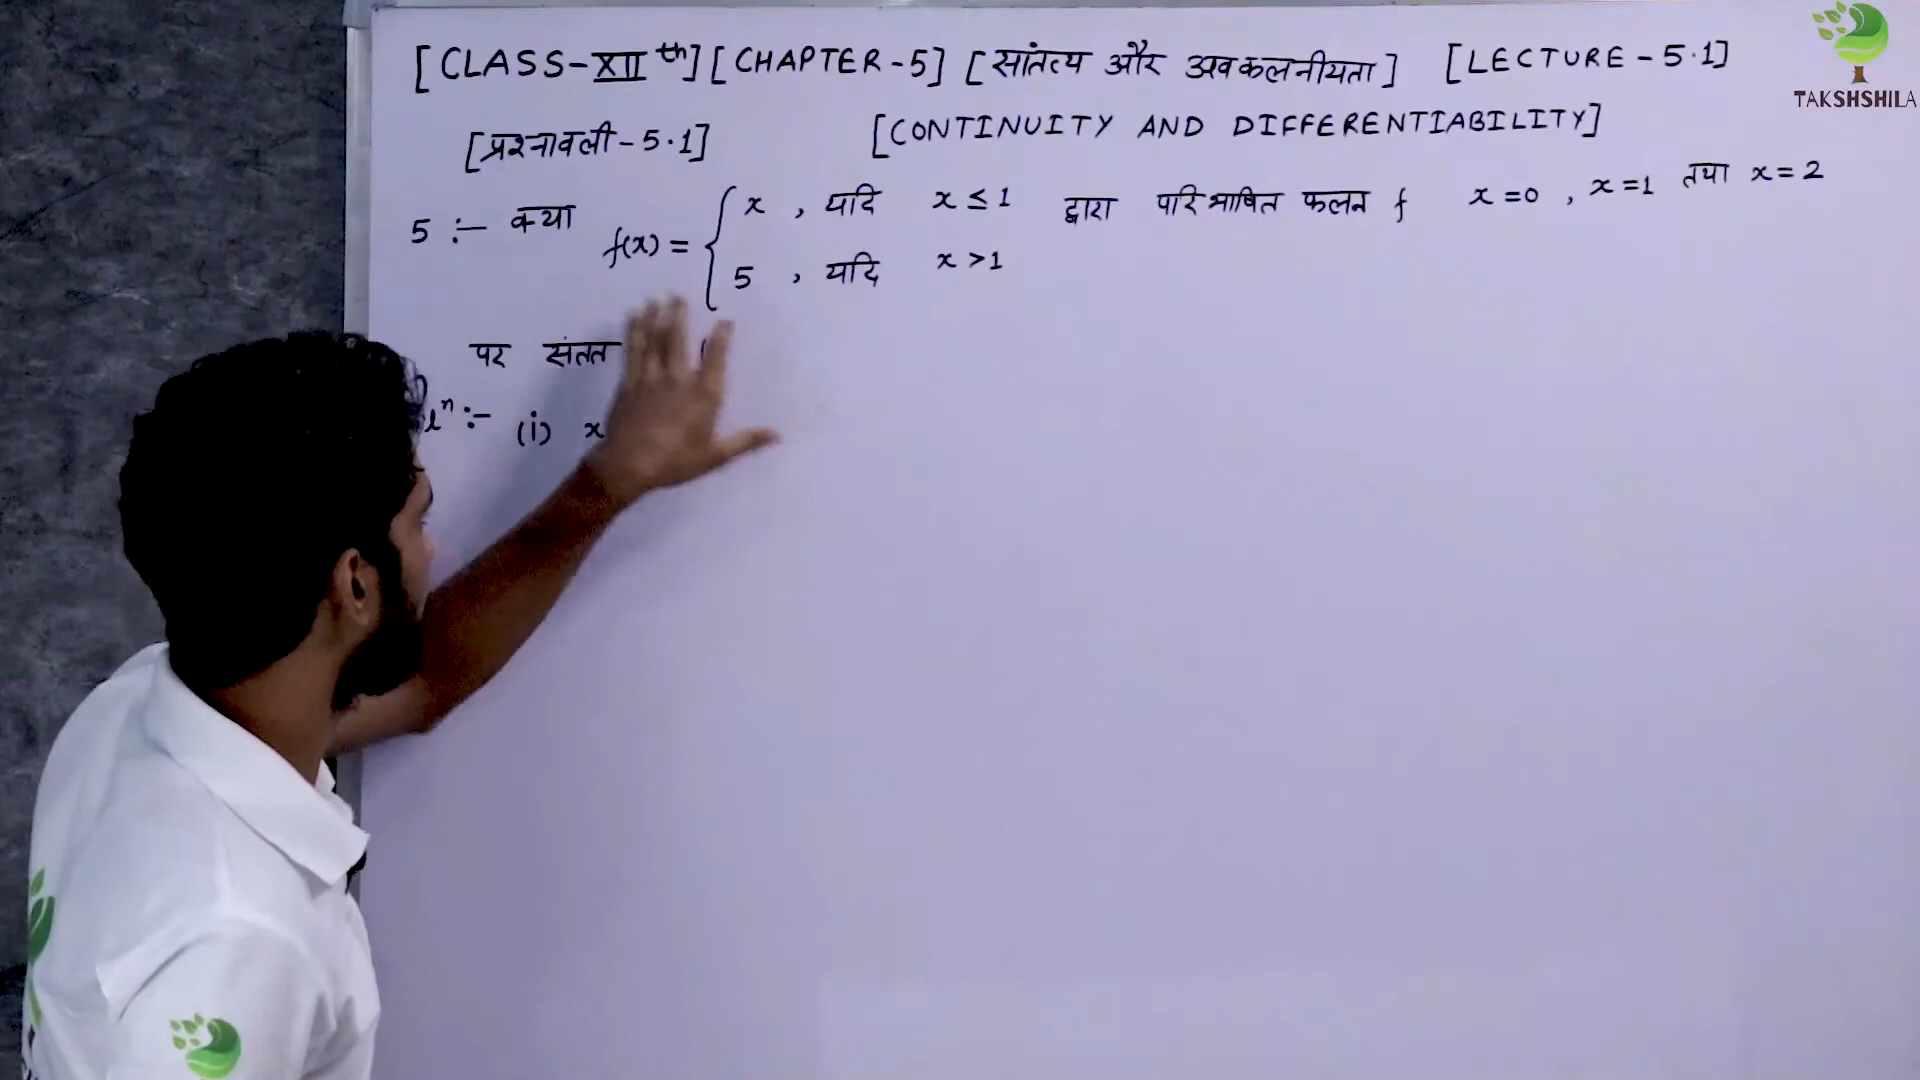 [CLASS-XII th] [CHAPTER-5] [सांतत्य और अवकलनीयता] [LECTURE-5.1]
[प्रश्नावली-5.1] [CONTINUITY AND DIFFERENTIABILITY]
5 :- क्या f(x) = { x , यदि x ≤ 1 द्वारा परिभाषित फलन f x=0 , x=1 तथा x=2
5 , यदि x >1
पर संतत
(i) x
TAKSHSHILA